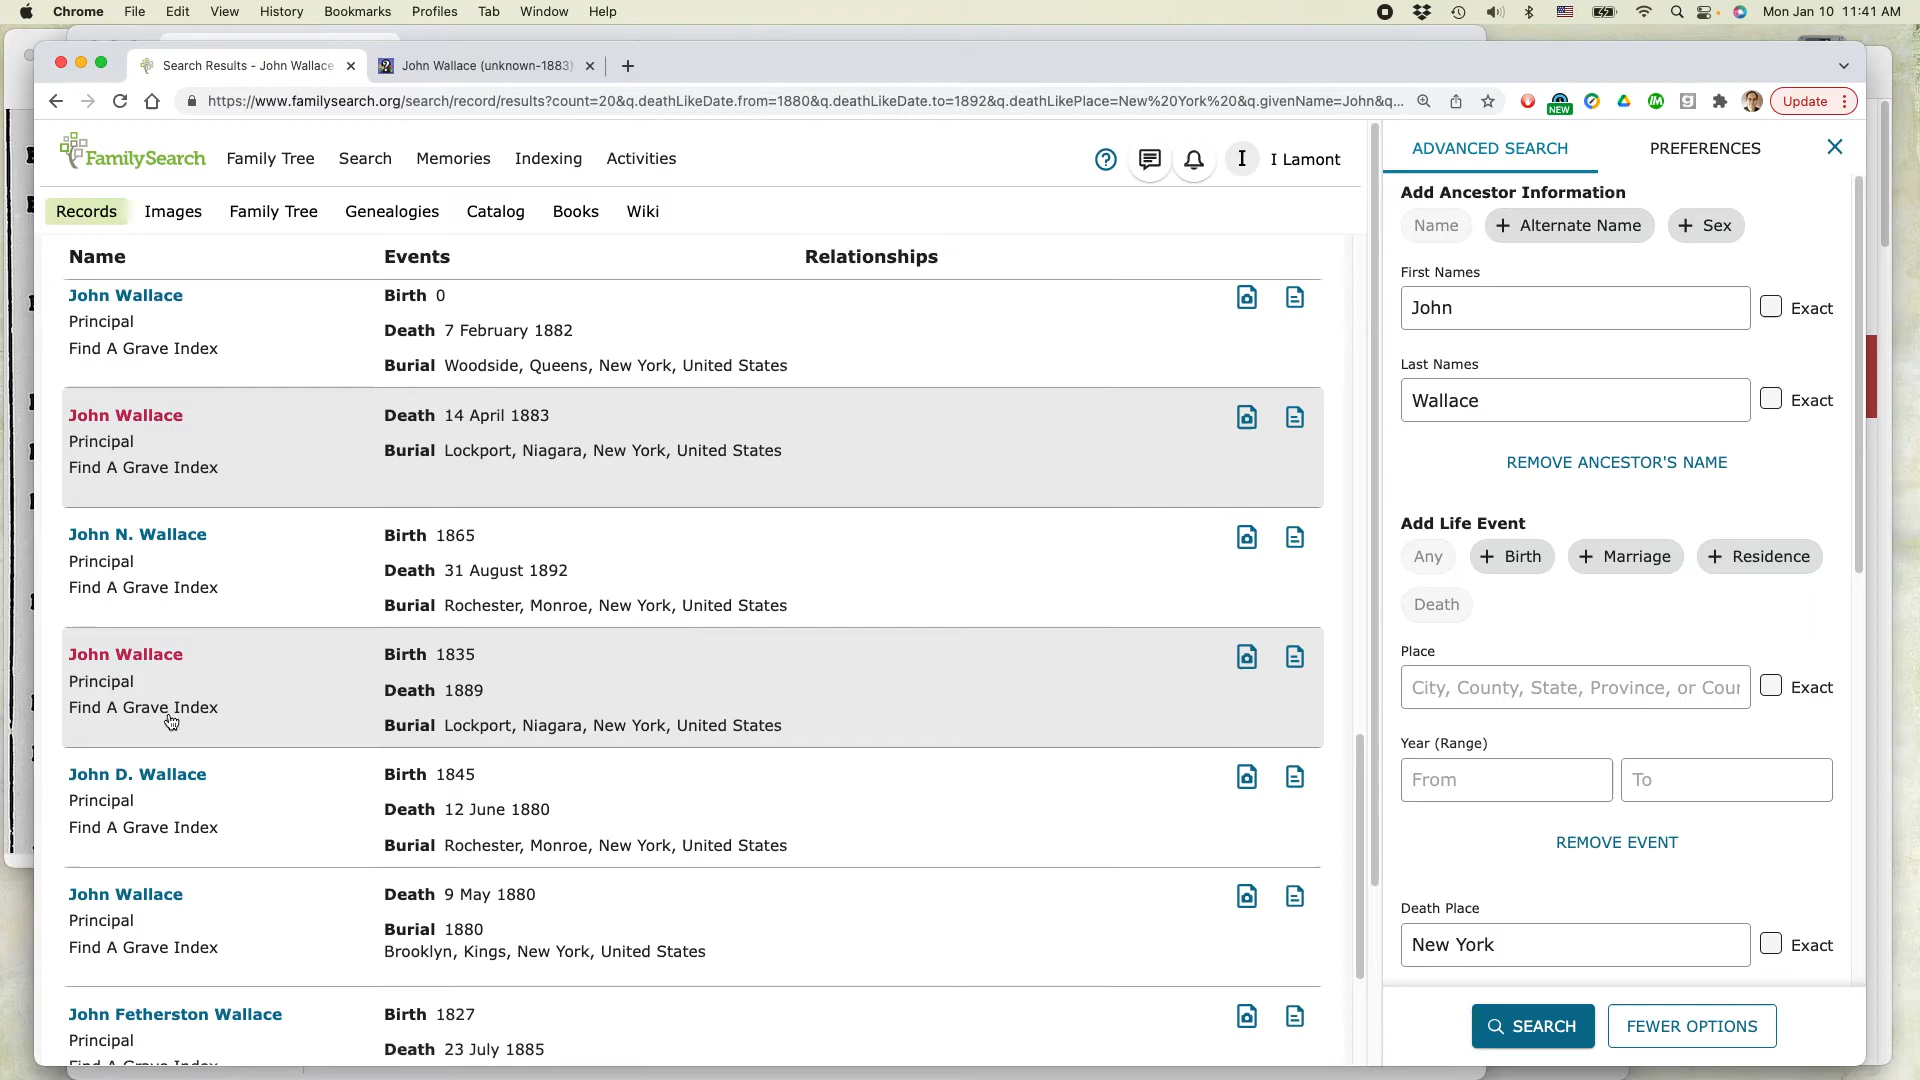 Chrome File Edit View History Bookmarks Profiles Tab Window Help Mon Jan 10 11:41 AM
Search Results - John Wallace John Wallace (unknown-1883)
https://www.familysearch.org/search/record/results?count=20&q.deathLikeDate.from=1880&q.deathLikeDate.to=1892&q.deathLikePlace=New%20York%20&q.givenName=John&q... NEW Update
FamilySearch Family Tree Search Memories Indexing Activities I I Lamont
Records Images Family Tree Genealogies Catalog Books Wiki
Name Events Relationships
John Wallace Birth 0
Principal Death 7 February 1882
Find A Grave Index Burial Woodside, Queens, New York, United States
John Wallace Death 14 April 1883
Principal Burial Lockport, Niagara, New York, United States
Find A Grave Index
John N. Wallace Birth 1865
Principal Death 31 August 1892
Find A Grave Index Burial Rochester, Monroe, New York, United States
John Wallace Birth 1835
Principal Death 1889
Find A Grave Index Burial Lockport, Niagara, New York, United States
John D. Wallace Birth 1845
Principal Death 12 June 1880
Find A Grave Index Burial Rochester, Monroe, New York, United States
John Wallace Death 9 May 1880
Principal Burial 1880
Find A Grave Index Brooklyn, Kings, New York, United States
John Fetherston Wallace Birth 1827
Principal Death 23 July 1885
Find A Grave Index
ADVANCED SEARCH PREFERENCES
Add Ancestor Information
Name + Alternate Name + Sex
First Names
John Exact
Last Names
Wallace Exact
REMOVE ANCESTOR'S NAME
Add Life Event
Any + Birth + Marriage + Residence
Death
Place
City, County, State, Province, or Cour Exact
Year (Range)
From To
REMOVE EVENT
Death Place
New York Exact
SEARCH FEWER OPTIONS